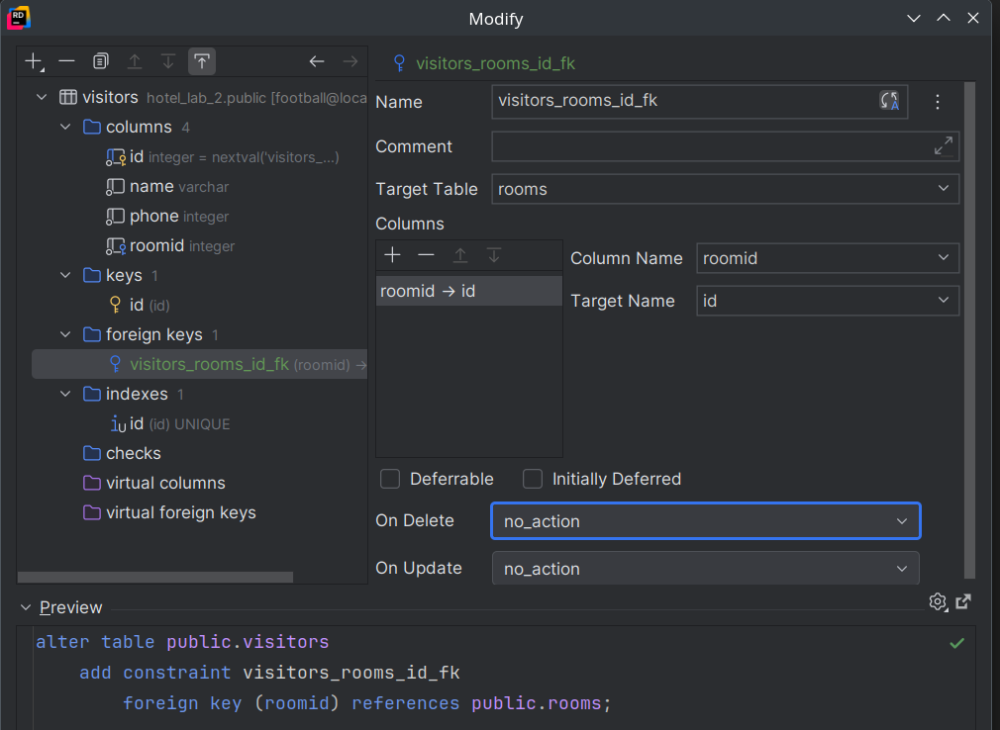 RD
Modify
visitors hotel_lab_2.public [football@loca
columns 4
id integer = nextval('visitors_...)
name varchar
phone integer
roomid integer
keys 1
id (id)
foreign keys 1
visitors_rooms_id_fk (roomid) →
indexes 1
id (id) UNIQUE
checks
virtual columns
virtual foreign keys
visitors_rooms_id_fk
Name visitors_rooms_id_fk
Comment
Target Table rooms
Columns
roomid → id
Column Name roomid
Target Name id
Deferrable Initially Deferred
On Delete no_action
On Update no_action
Preview
alter table public.visitors
add constraint visitors_rooms_id_fk
foreign key (roomid) references public.rooms;